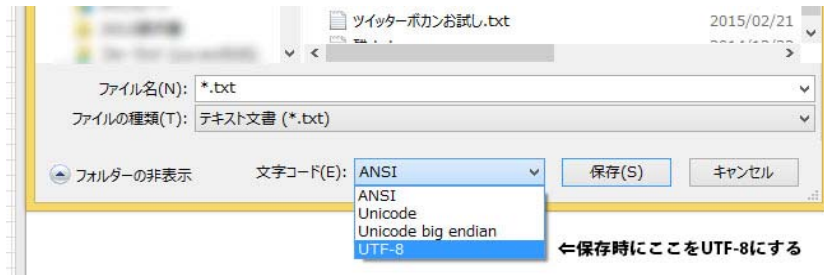 ツイッターボカンお試し.txt 2015/02/21
ファイル名(N): *.txt
ファイルの種類(T): テキスト文書 (*.txt)
フォルダーの非表示 文字コード(E): ANSI 保存(S) キャンセル
ANSI
Unicode
Unicode big endian
UTF-8 ⇐保存時にここをUTF-8にする